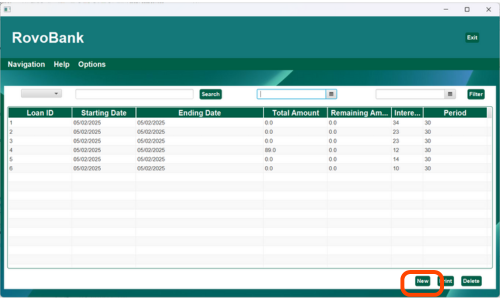 RovoBank
Exit
Navigation Help Options
Search Filter
Loan ID Starting Date Ending Date Total Amount Remaining Am... Intere... Period
1 05/02/2025 05/02/2025 0.0 0.0 34 30
2 05/02/2025 05/02/2025 0.0 0.0 23 30
3 05/02/2025 05/02/2025 0.0 0.0 23 30
4 05/02/2025 05/02/2025 89.0 0.0 12 30
5 05/02/2025 05/02/2025 0.0 0.0 14 30
6 05/02/2025 05/02/2025 0.0 0.0 10 30
New Print Delete